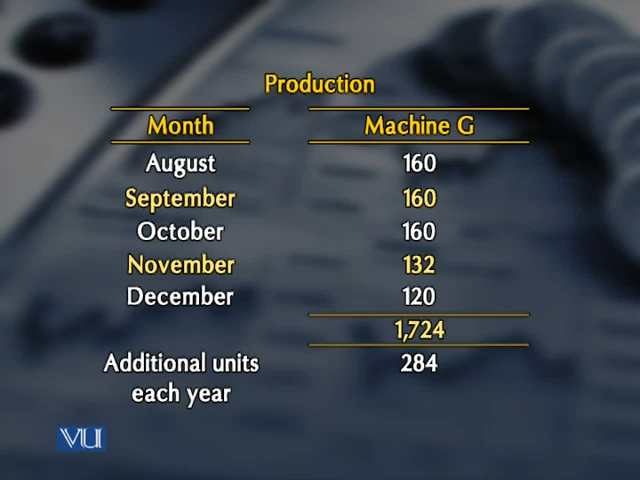 Production
Month Machine G
August 160
September 160
October 160
November 132
December 120
1,724
Additional units 284
each year
VU